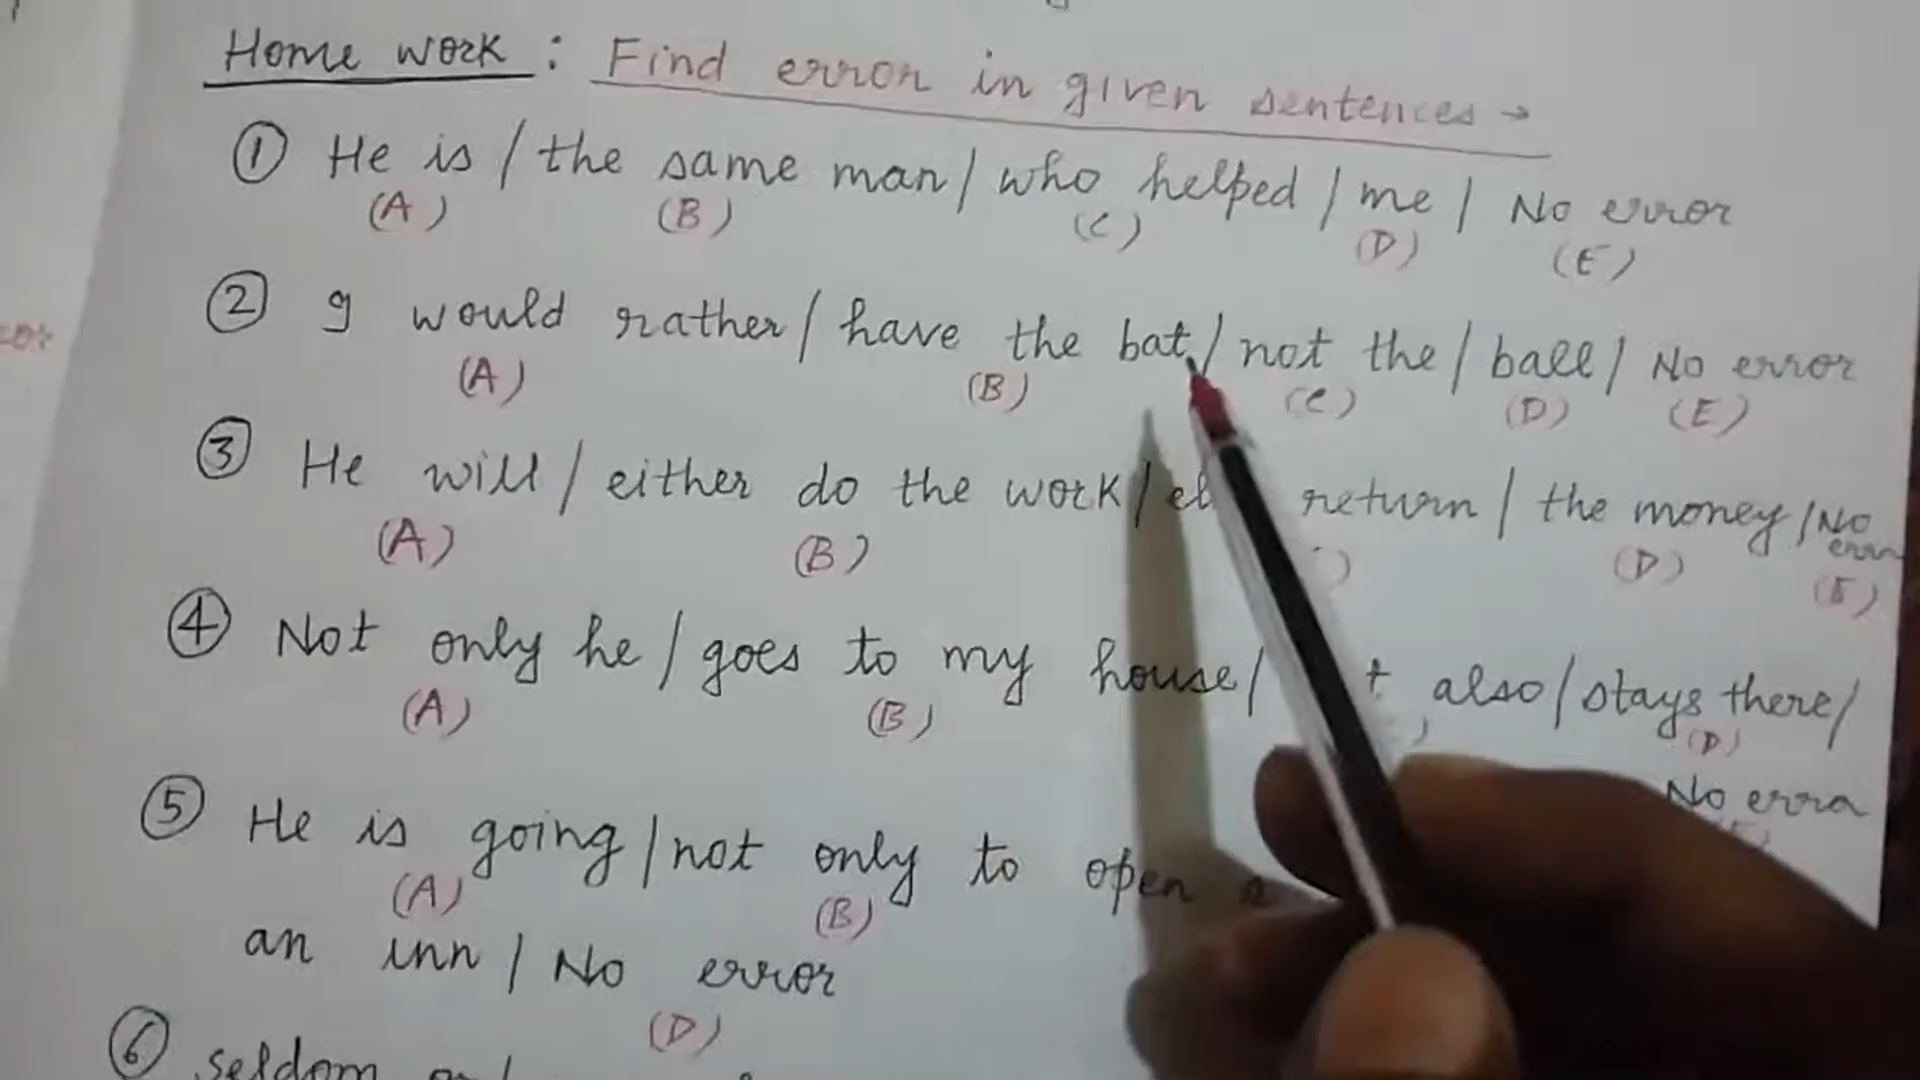 Home work : Find error in given sentences →
① He is / the same man / who helped / me / No error
(A) (B) (C) (D) (E)
② I would rather / have the bat / not the / ball / No error
(A) (B) (C) (D) (E)
③ He will / either do the work / return / the money / No
error
(A) (B) (D) (E)
④ Not only he / goes to my house / also / stays there /
(A) (B) (D)
No erro
⑤ He is going / not only to open
(A) (B)
an inn / No error
(D)
⑥ seldom